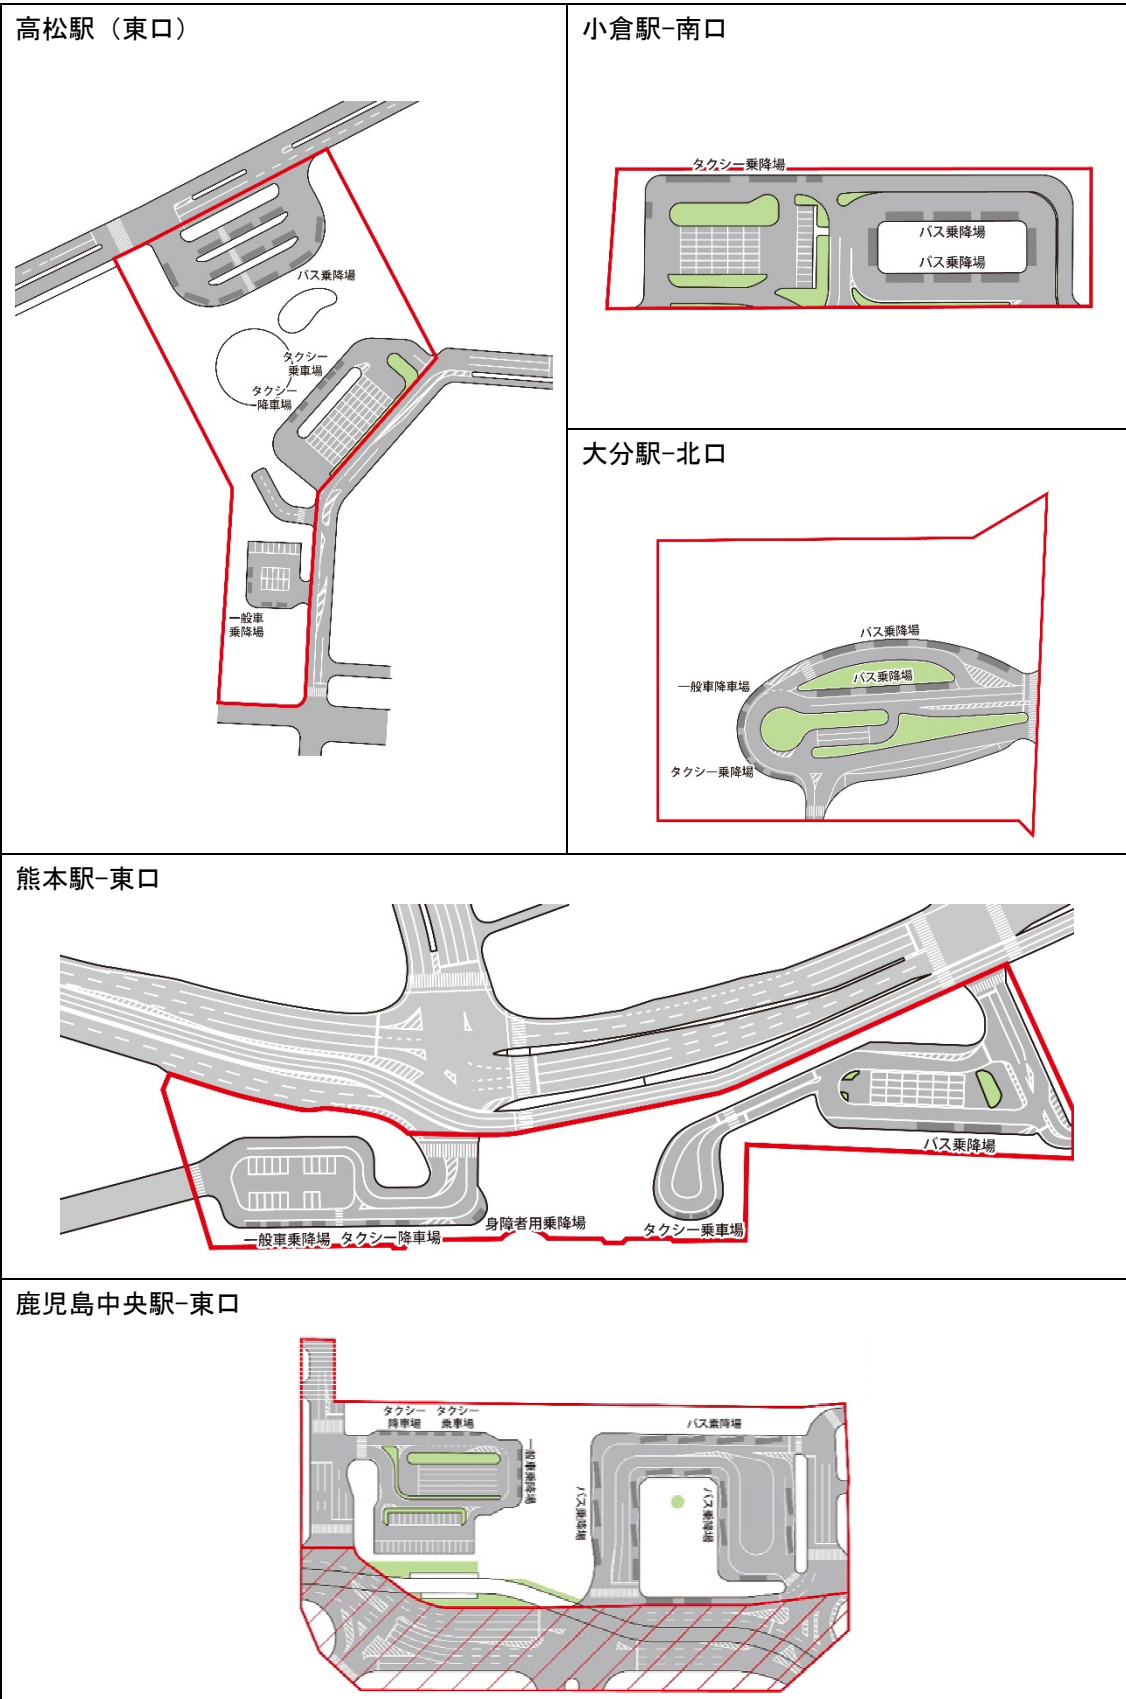 高松駅（東口）
バス乗降場
タクシー
乗車場
タクシー
降車場
一般車
乗降場
小倉駅-南口
タクシー乗降場
バス乗降場
バス乗降場
大分駅-北口
バス乗降場
バス乗降場
一般車降車場
タクシー乗降場
熊本駅-東口
バス乗降場
身障者用乗降場
タクシー乗車場
一般車乗降場
タクシー降車場
鹿児島中央駅-東口
タクシー
降車場
タクシー
乗車場
一般車乗降場
バス乗降場
バス乗降場
バス乗降場